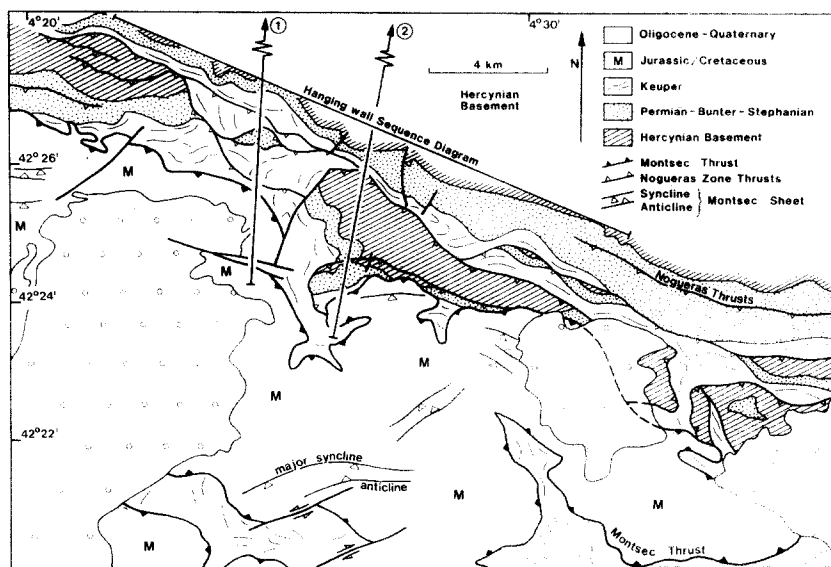 4°20'
4°30'
①
②
4 km
N
Hercynian
Basement
Hanging wall Sequence Diagram
Oligocene-Quaternary
M Jurassic/Cretaceous
Keuper
Permian-Bunter-Stephanian
Hercynian Basement
Montsec Thrust
Nogueras Zone Thrusts
Syncline
Anticline
Montsec Sheet
42°26'
M
M
M
M
Nogueras Thrusts
42°24'
M
M
42°22'
major syncline
anticline
M
M
M
M
Montsec Thrust